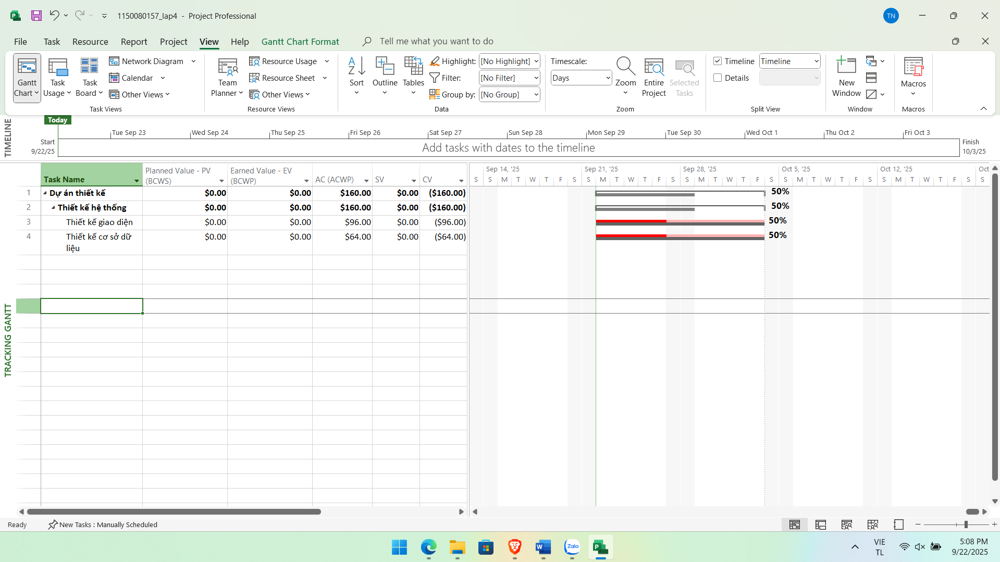 1150080157_lap4 - Project Professional
TN
File Task Resource Report Project View Help Gantt Chart Format Tell me what you want to do
Gantt Chart
Task Usage
Task Board
Network Diagram
Calendar
Other Views
Task Views
Team Planner
Resource Usage
Resource Sheet
Other Views
Resource Views
Sort
Outline
Tables
Highlight: [No Highlight]
Filter: [No Filter]
Group by: [No Group]
Data
Timescale:
Days
Zoom
Entire Project
Selected Tasks
Zoom
Timeline Timeline
Details
Split View
New Window
Window
Macros
Macros
TIMELINE
Today
Tue Sep 23 Wed Sep 24 Thu Sep 25 Fri Sep 26 Sat Sep 27 Sun Sep 28 Mon Sep 29 Tue Sep 30 Wed Oct 1 Thu Oct 2 Fri Oct 3
Start
9/22/25
Add tasks with dates to the timeline
Finish
10/3/25
TRACKING GANTT
Task Name Planned Value - PV (BCWS) Earned Value - EV (BCWP) AC (ACWP) SV CV
1 Dự án thiết kế $0.00 $0.00 $160.00 $0.00 ($160.00)
2 Thiết kế hệ thống $0.00 $0.00 $160.00 $0.00 ($160.00)
3 Thiết kế giao diện $0.00 $0.00 $96.00 $0.00 ($96.00)
4 Thiết kế cơ sở dữ $0.00 $0.00 $64.00 $0.00 ($64.00)
liệu
Sep 14, '25 Sep 21, '25 Sep 28, '25 Oct 5, '25 Oct 12, '25 Oct
S S M T W T F S S M T W T F S S M T W T F S S M T W T F S S M T W T F S S
50%
50%
50%
50%
Ready New Tasks : Manually Scheduled
Zalo
VIE
TL
5:08 PM
9/22/2025